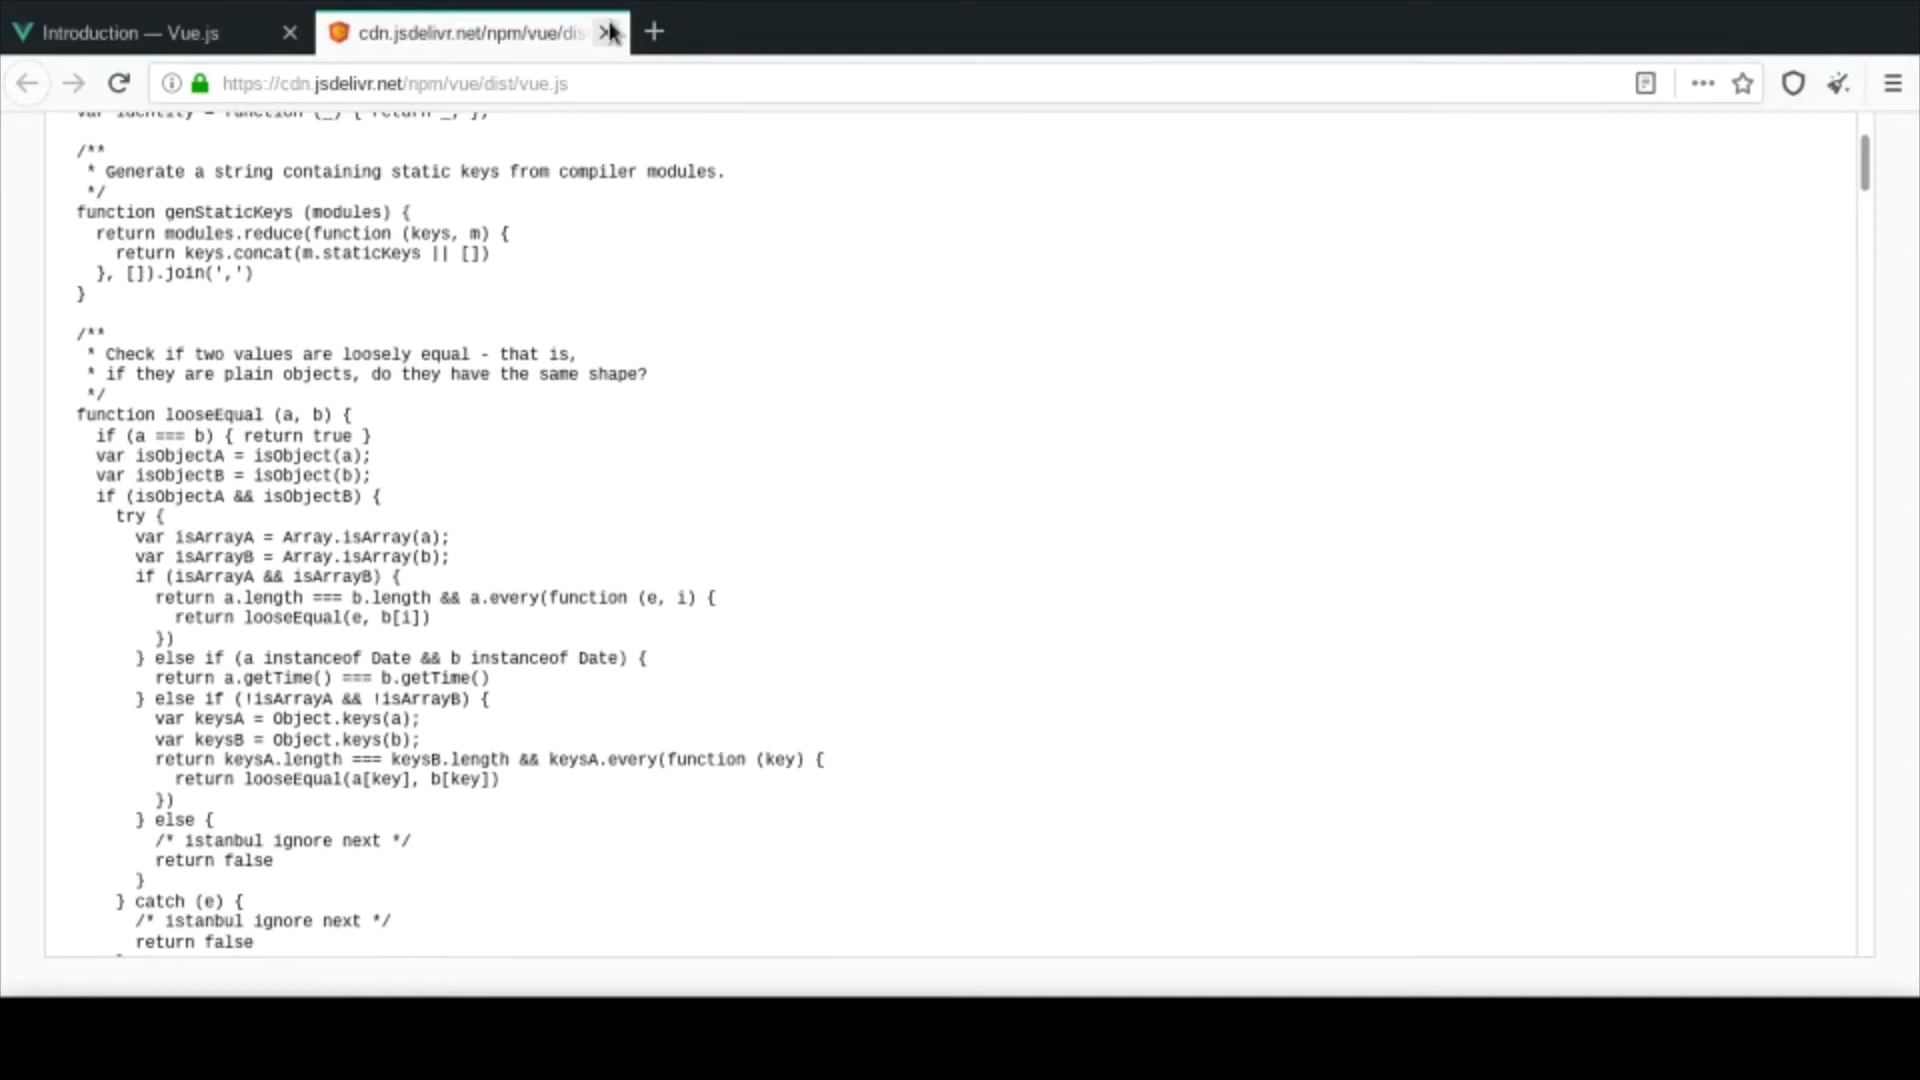 Introduction — Vue.js
cdn.jsdelivr.net/npm/vue/dis
https://cdn.jsdelivr.net/npm/vue/dist/vue.js
var identity = function (_) { return _; };
/**
 * Generate a string containing static keys from compiler modules.
 */
function genStaticKeys (modules) {
  return modules.reduce(function (keys, m) {
    return keys.concat(m.staticKeys || [])
  }, []).join(',')
}
/**
 * Check if two values are loosely equal - that is,
 * if they are plain objects, do they have the same shape?
 */
function looseEqual (a, b) {
  if (a === b) { return true }
  var isObjectA = isObject(a);
  var isObjectB = isObject(b);
  if (isObjectA && isObjectB) {
    try {
      var isArrayA = Array.isArray(a);
      var isArrayB = Array.isArray(b);
      if (isArrayA && isArrayB) {
        return a.length === b.length && a.every(function (e, i) {
          return looseEqual(e, b[i])
        })
      } else if (a instanceof Date && b instanceof Date) {
        return a.getTime() === b.getTime()
      } else if (!isArrayA && !isArrayB) {
        var keysA = Object.keys(a);
        var keysB = Object.keys(b);
        return keysA.length === keysB.length && keysA.every(function (key) {
          return looseEqual(a[key], b[key])
        })
      } else {
        /* istanbul ignore next */
        return false
      }
    } catch (e) {
      /* istanbul ignore next */
      return false